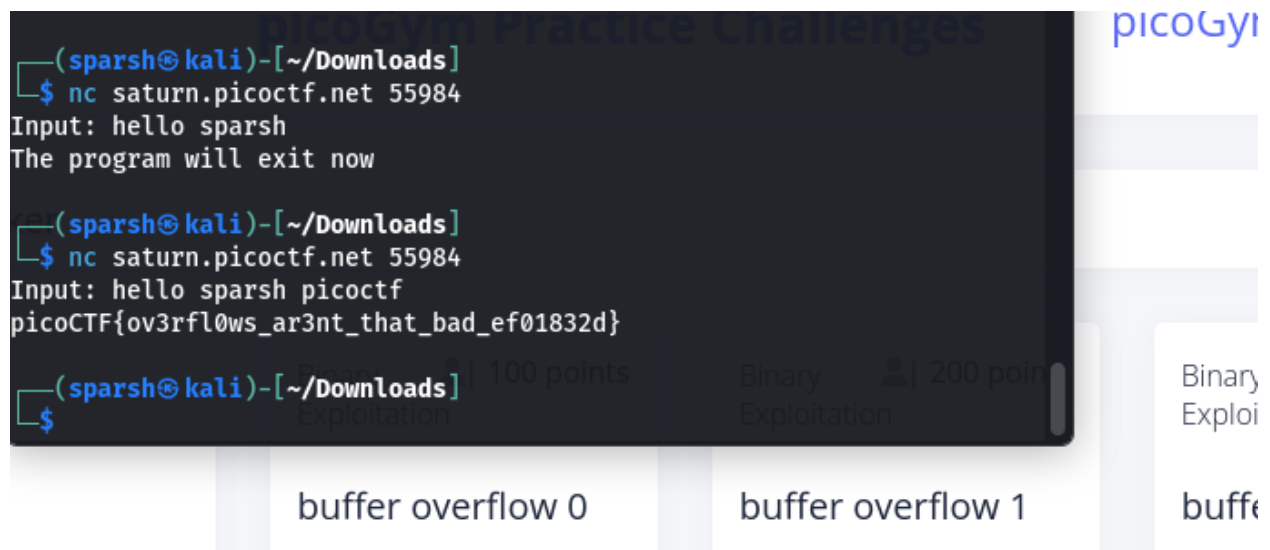 picoGym Practice Challenges
picoGy
┌──(sparsh㉿kali)-[~/Downloads]
└─$ nc saturn.picoctf.net 55984
Input: hello sparsh
The program will exit now
┌──(sparsh㉿kali)-[~/Downloads]
└─$ nc saturn.picoctf.net 55984
Input: hello sparsh picoctf
picoCTF{ov3rfl0ws_ar3nt_that_bad_ef01832d}
┌──(sparsh㉿kali)-[~/Downloads]
└─$
Binary | 100 points
Exploitation
Binary | 200 poin
Exploitation
Binary
Exploi
buffer overflow 0
buffer overflow 1
buffe